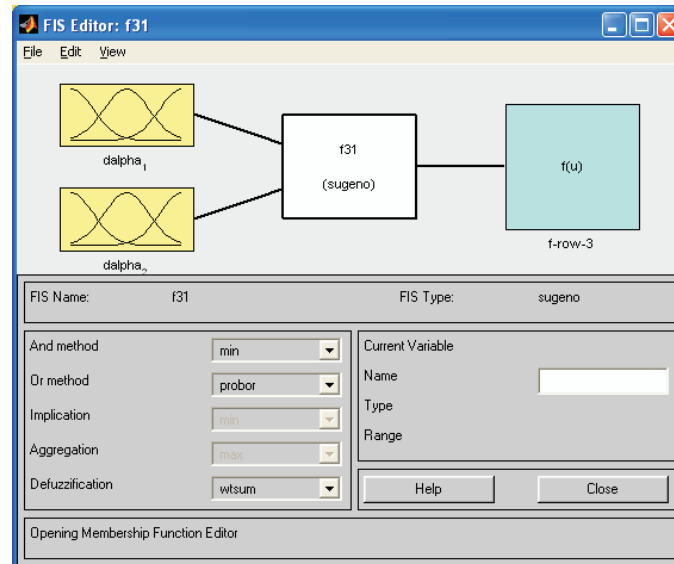 FIS Editor: f31
File Edit View
f31
(sugeno)
f(u)
dalpha1
dalpha2
f-row-3
FIS Name: f31 FIS Type: sugeno
And method min
Or method probor
Implication min
Aggregation max
Defuzzification wtsum
Current Variable
Name
Type
Range
Help Close
Opening Membership Function Editor